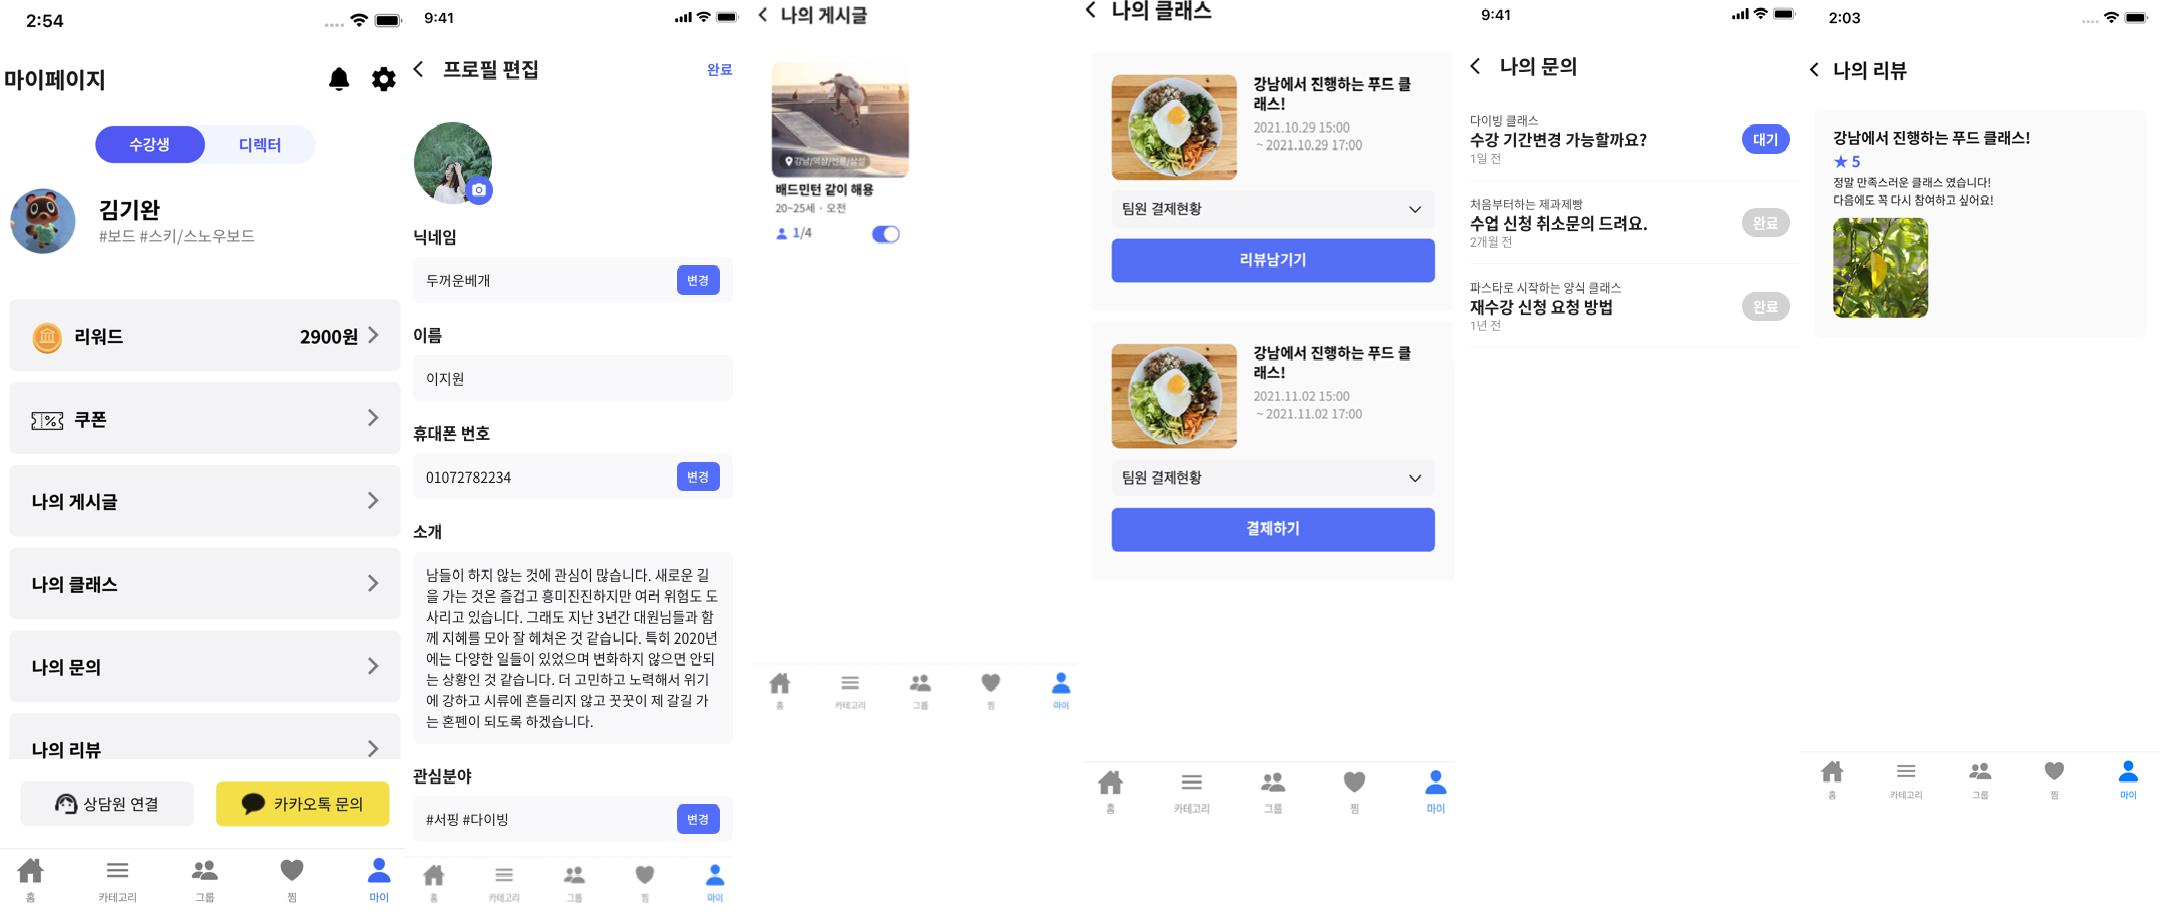 2:54
마이페이지
수강생
디렉터
김기완
#보드 #스키/스노우보드
리워드
2900원
쿠폰
나의 게시글
나의 클래스
나의 문의
나의 리뷰
상담원 연결
카카오톡 문의
홈
카테고리
그룹
찜
마이
9:41
프로필 편집
완료
닉네임
두꺼운베개
변경
이름
이지원
휴대폰 번호
01072782234
변경
소개
남들이 하지 않는 것에 관심이 많습니다. 새로운 길
을 가는 것은 즐겁고 흥미진진하지만 여러 위험도 도
사리고 있습니다. 그래도 지난 3년간 대원님들과 함
께 지혜를 모아 잘 헤쳐온 것 같습니다. 특히 2020년
에는 다양한 일들이 있었으며 변화하지 않으면 안되
는 상황인 것 같습니다. 더 고민하고 노력해서 위기
에 강하고 시류에 흔들리지 않고 꿋꿋이 제 갈길 가
는 혼펜이 되도록 하겠습니다.
관심분야
#서핑 #다이빙
변경
홈
카테고리
그룹
찜
마이
나의 게시글
강남/역삼/선릉/삼성
배드민턴 같이 해용
20~25세 · 오전
1/4
홈
카테고리
그룹
찜
마이
나의 클래스
강남에서 진행하는 푸드 클
래스!
2021.10.29 15:00
~ 2021.10.29 17:00
팀원 결제현황
리뷰남기기
강남에서 진행하는 푸드 클
래스!
2021.11.02 15:00
~ 2021.11.02 17:00
팀원 결제현황
결제하기
홈
카테고리
그룹
찜
마이
9:41
나의 문의
다이빙 클래스
수강 기간변경 가능할까요?
1일 전
대기
처음부터하는 제과제빵
수업 신청 취소문의 드려요.
2개월 전
완료
파스타로 시작하는 양식 클래스
재수강 신청 요청 방법
1년 전
완료
2:03
나의 리뷰
강남에서 진행하는 푸드 클래스!
★ 5
정말 만족스러운 클래스 였습니다!
다음에도 꼭 다시 참여하고 싶어요!
홈
카테고리
그룹
찜
마이